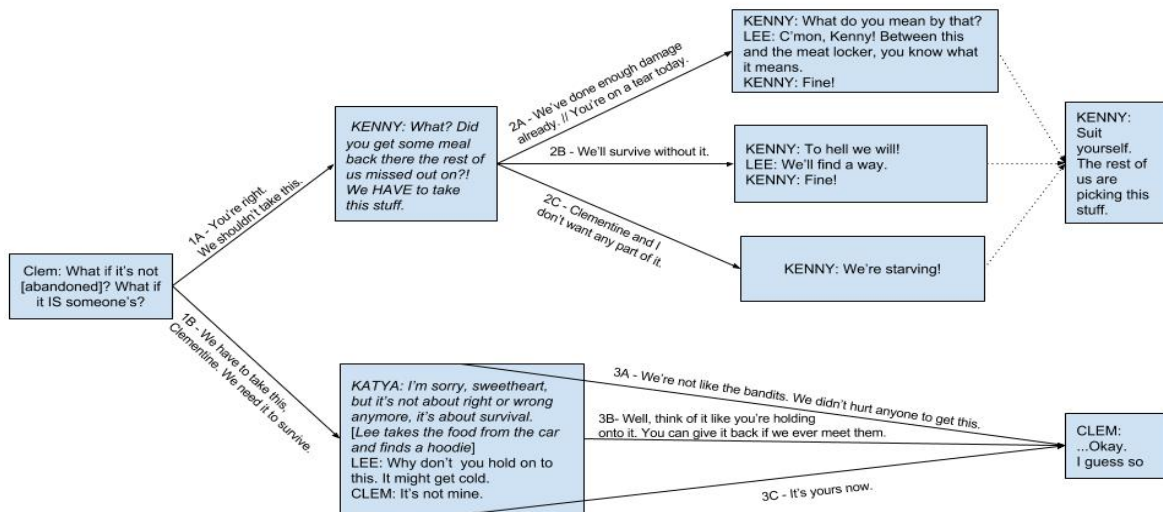 Clem: What if it's not
[abandoned]? What if
it IS someone's?
1A - You're right.
We shouldn't take this.
KENNY: What? Did
you get some meal
back there the rest of
us missed out on?!
We HAVE to take
this stuff.
2A - We've done enough damage
already. // You're on a tear today.
KENNY: What do you mean by that?
LEE: C'mon, Kenny! Between this
and the meat locker, you know what
it means.
KENNY: Fine!
2B - We'll survive without it.
KENNY: To hell we will!
LEE: We'll find a way.
KENNY: Fine!
2C - Clementine and I
don't want any part of it.
KENNY: We're starving!
KENNY:
Suit
yourself.
The rest of
us are
picking this
stuff.
1B - We have to take this,
Clementine. We need it to survive.
KATYA: I'm sorry, sweetheart,
but it's not about right or wrong
anymore, it's about survival.
[Lee takes the food from the car
and finds a hoodie]
LEE: Why don't you hold on to
this. It might get cold.
CLEM: It's not mine.
3A - We're not like the bandits. We didn't hurt anyone to get this.
3B- Well, think of it like you're holding
onto it. You can give it back if we ever meet them.
3C - It's yours now.
CLEM:
...Okay.
I guess so